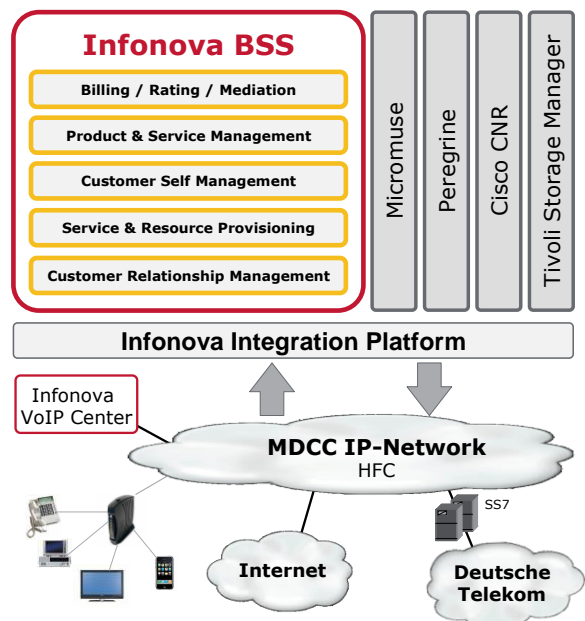 Infonova BSS
Billing / Rating / Mediation
Product & Service Management
Customer Self Management
Service & Resource Provisioning
Customer Relationship Management
Micromuse
Peregrine
Cisco CNR
Tivoli Storage Manager
Infonova Integration Platform
Infonova
VoIP Center
MDCC IP-Network
HFC
SS7
Internet
Deutsche
Telekom